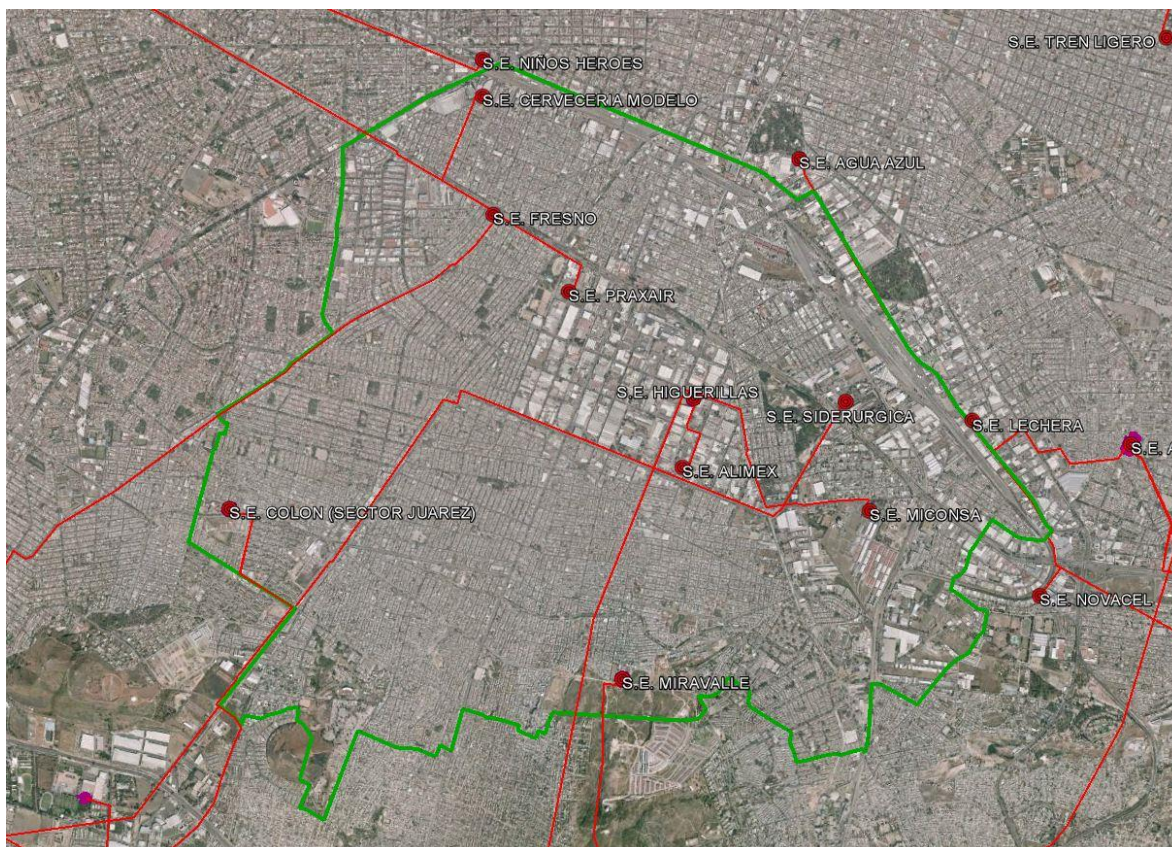 S.E. TREN LIGERO
S.E. NIÑOS HEROES
S.E. CERVECERIA MODELO
S.E. AGUA AZUL
S.E. FRESNO
S.E. PRAXAIR
S.E. HIGUERILLAS
S.E. SIDERURGICA
S.E. LECHERA
S.E. A
S.E. ALIMEX
S.E. COLON (SECTOR JUAREZ)
S.E. MICONSA
S.E. NOVACEL
S.E. MIRAVALLE